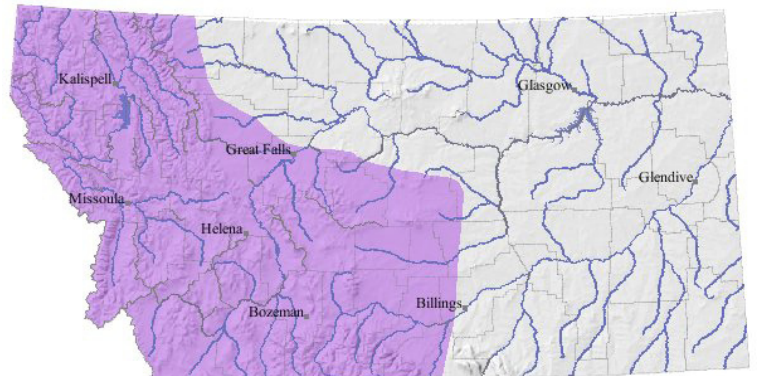 Kalispell
Glasgow
Great Falls
Glendive
Missoula
Helena
Billings
Bozeman